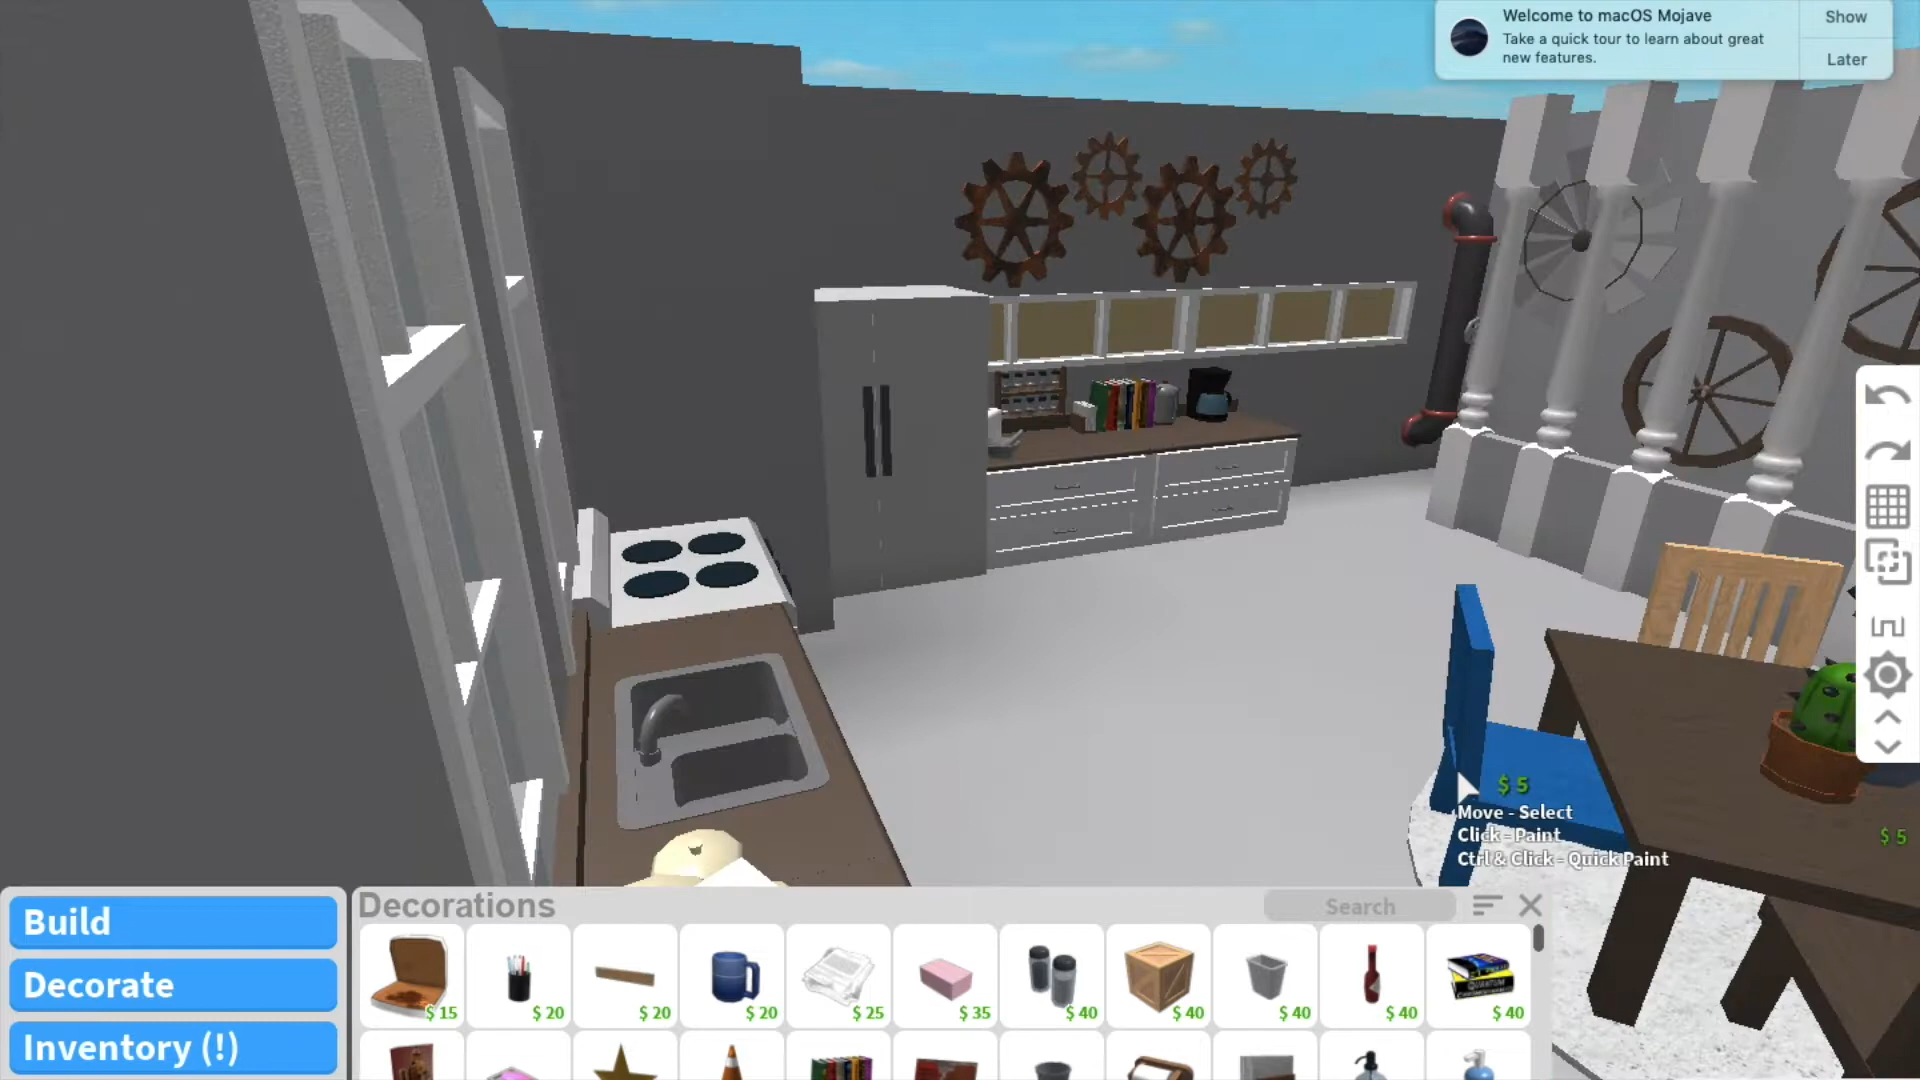 Welcome to macOS Mojave
Show
Take a quick tour to learn about great
new features.
Later
$ 5
Move - Select
Click - Paint
Ctrl & Click - Quick Paint
$ 5
Build
Decorate
Inventory (!)
Decorations
Search
$ 15
$ 20
$ 20
$ 20
$ 25
$ 35
$ 40
$ 40
$ 40
$ 40
$ 40